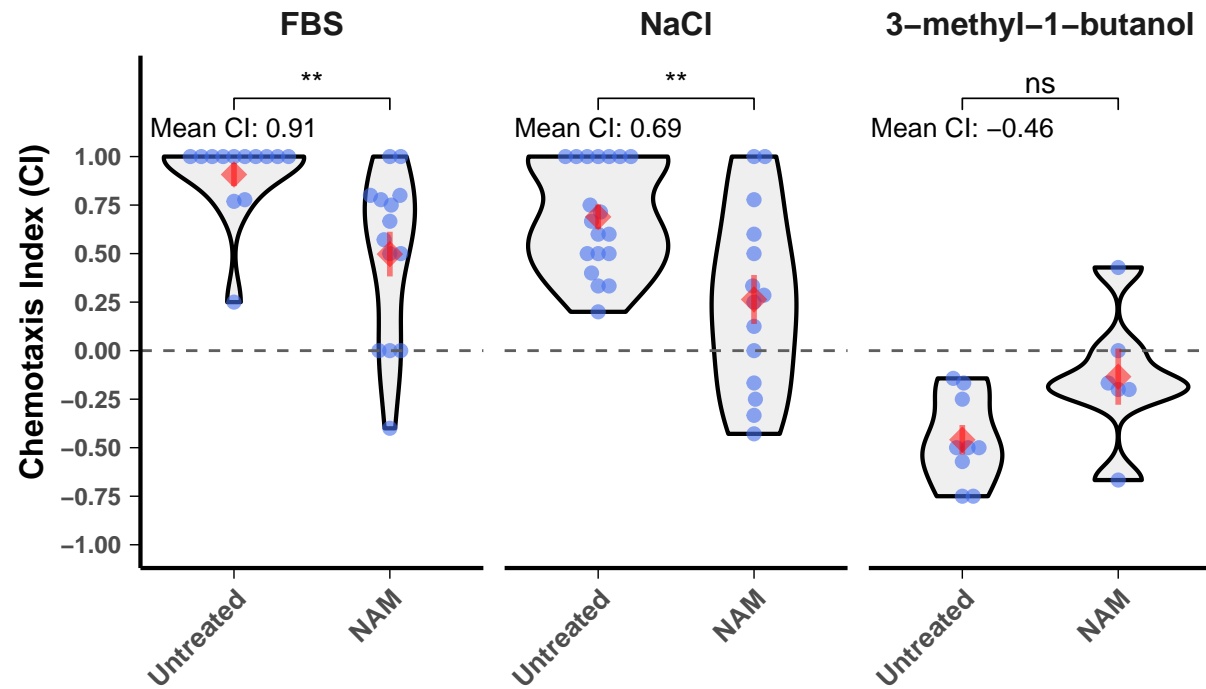 FBS
NaCl
3−methyl−1−butanol
**
**
ns
Mean CI: 0.91
Mean CI: 0.69
Mean CI: −0.46
Chemotaxis Index (CI)
1.00
0.75
0.50
0.25
0.00
−0.25
−0.50
−0.75
−1.00
Untreated
NAM
Untreated
NAM
Untreated
NAM